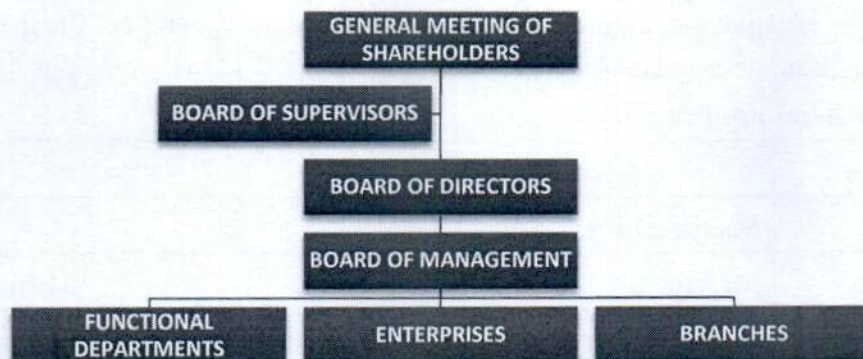 GENERAL MEETING OF
SHAREHOLDERS
BOARD OF SUPERVISORS
BOARD OF DIRECTORS
BOARD OF MANAGEMENT
FUNCTIONAL
DEPARTMENTS
ENTERPRISES
BRANCHES